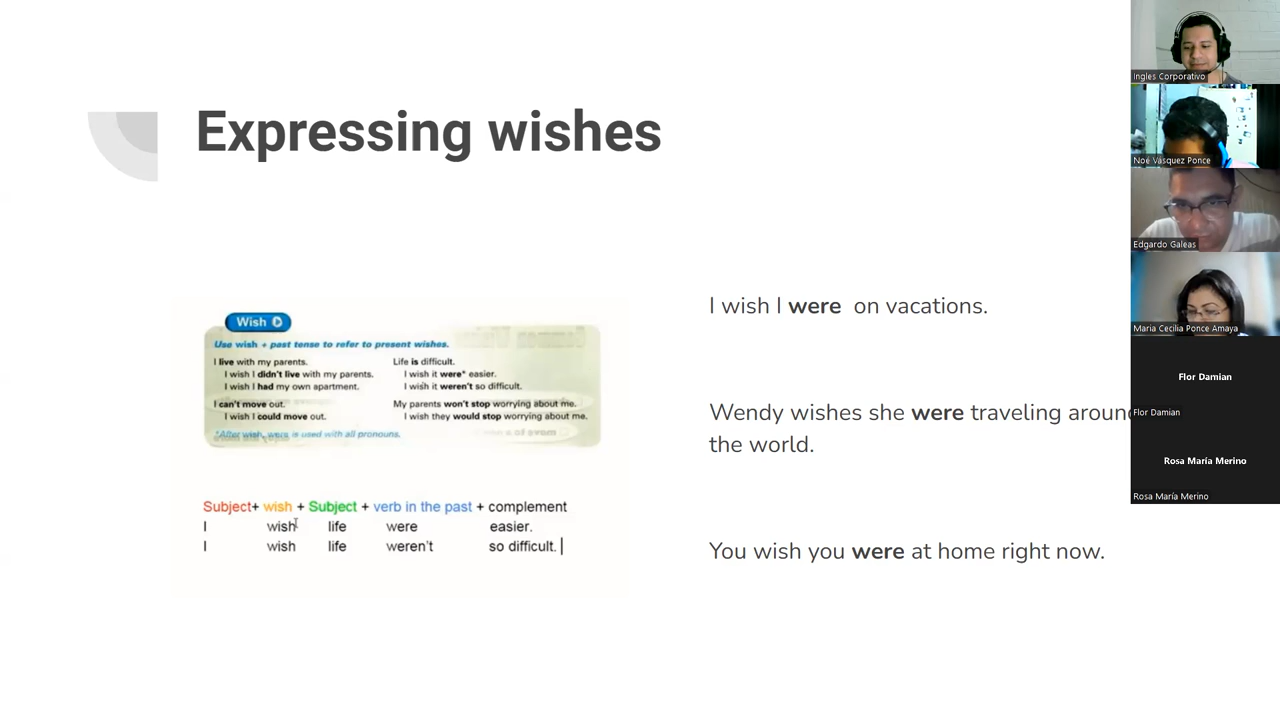 Expressing wishes
Wish
Use wish + past tense to refer to present wishes.
I live with my parents.
I wish I didn't live with my parents.
I wish I had my own apartment.
I can't move out.
I wish I could move out.
Life is difficult.
I wish it were* easier.
I wish it weren't so difficult.
My parents won't stop worrying about me.
I wish they would stop worrying about me.
*After wish, were is used with all pronouns.
Subject+ wish + Subject + verb in the past + complement
I wish life were easier.
I wish life weren't so difficult.
I wish I were on vacations.
Wendy wishes she were traveling around
the world.
You wish you were at home right now.
Ingles Corporativo
Noé Vásquez Ponce
Edgardo Galeas
Maria Cecilia Ponce Amaya
Flor Damian
Flor Damian
Rosa María Merino
Rosa María Merino